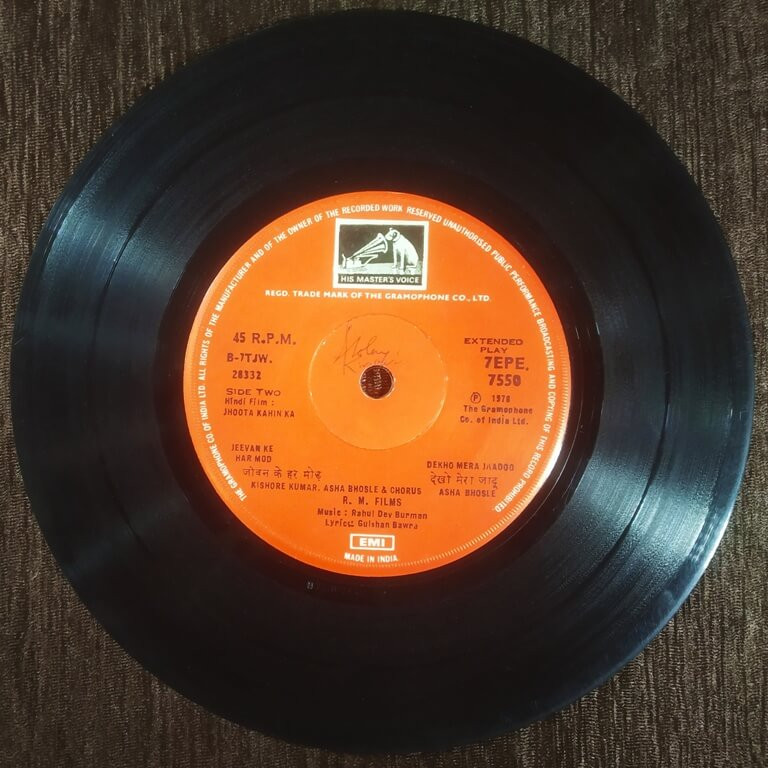 THE GRAMOPHONE CO. OF INDIA LTD. ALL RIGHTS OF THE MANUFACTURER AND OF THE OWNER OF THE RECORDED WORK RESERVED UNAUTHORISED PUBLIC PERFORMANCE BROADCASTING AND COPYING OF THIS RECORD PROHIBITED
HIS MASTER'S VOICE
REGD. TRADE MARK OF THE GRAMOPHONE CO., LTD.
45 R.P.M.
B-7TJW.
28332
SIDE TWO
Hindi Film :
JHOOTA KAHIN KA
EXTENDED
PLAY
7EPE.
7550
Ⓟ 1978
The Gramophone
Co. of India Ltd.
JEEVAN KE
HAR MOD
जीवन के हर मोड़
KISHORE KUMAR, ASHA BHOSLE & CHORUS
DEKHO MERA JAADOO
देखो मेरा जादू
ASHA BHOSLE
R. M. FILMS
Music : Rahul Dev Burman
Lyrics: Gulshan Bawra
EMI
MADE IN INDIA